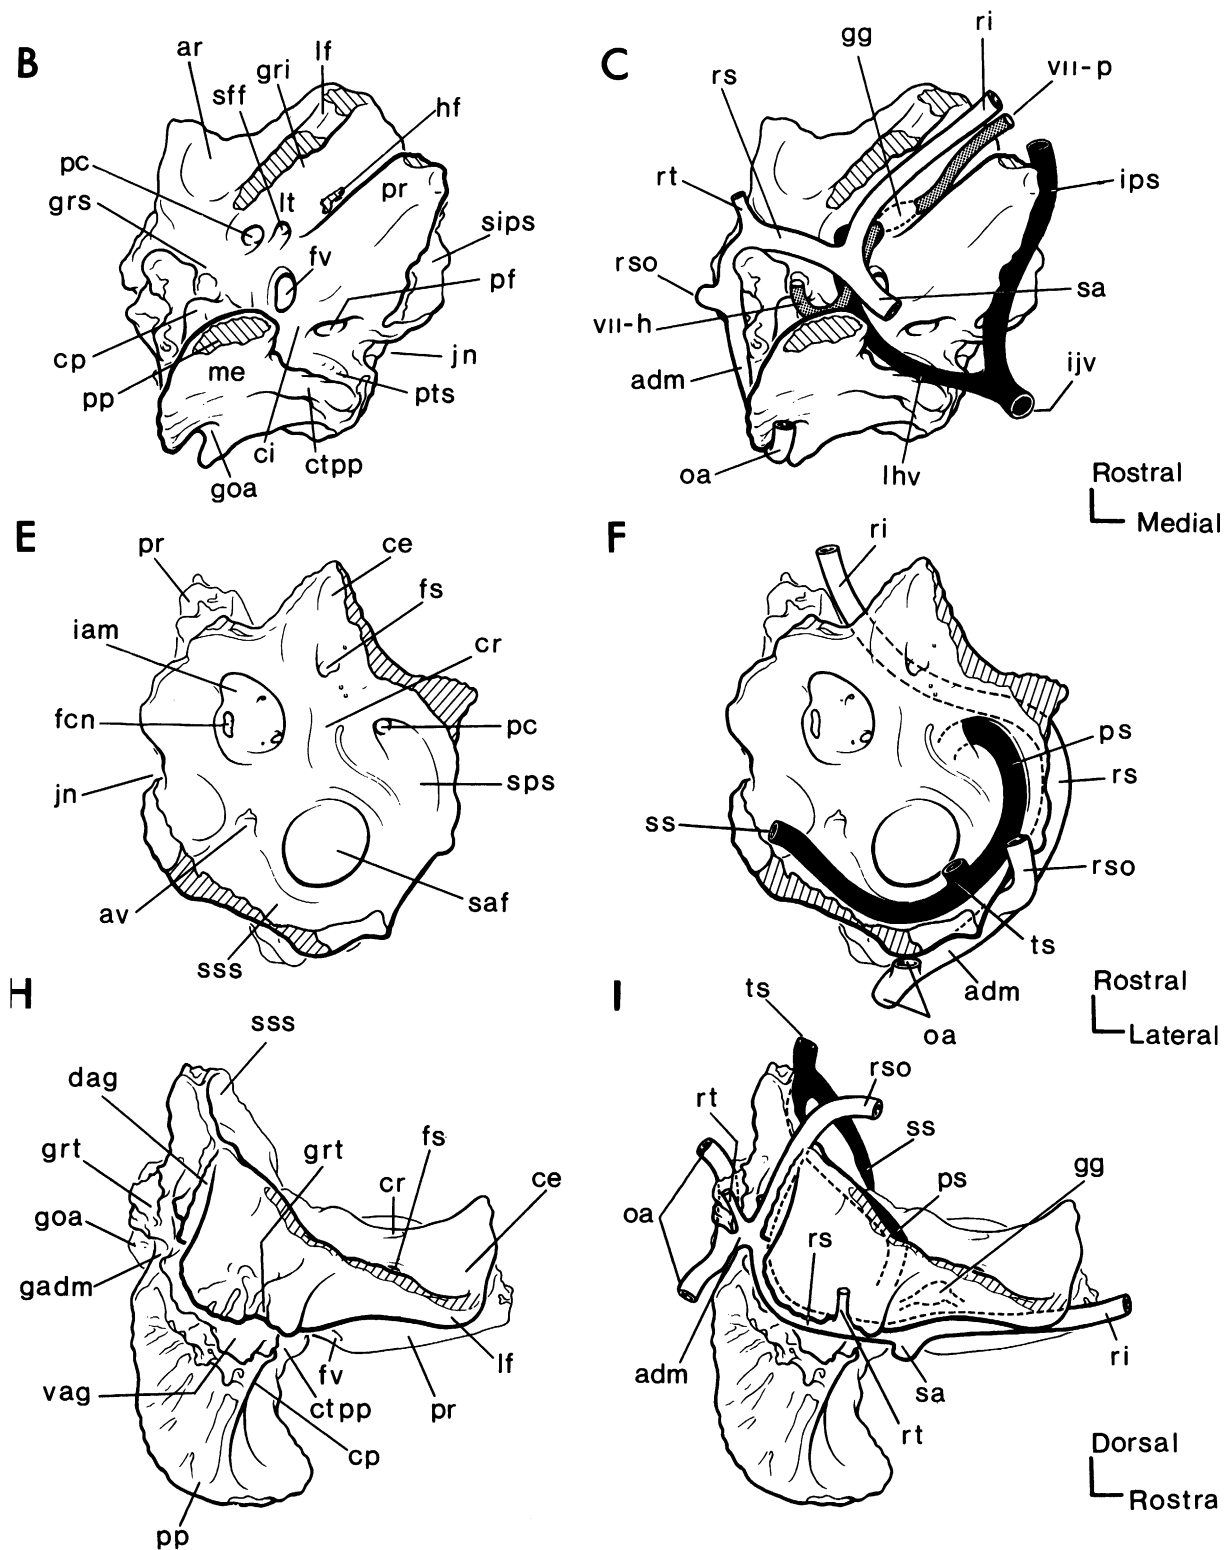 B
ar
lf
gri
sff
hf
pc
lt
pr
grs
sips
fv
pf
cp
jn
pp
me
pts
ci
ctpp
goa
C
ri
gg
rs
VII-p
rt
ips
rso
sa
VII-h
adm
ijv
oa
lhv
Rostral
Medial
E
pr
ce
fs
iam
cr
fcn
pc
jn
sps
av
saf
sss
F
ri
ps
rs
ss
rso
ts
adm
oa
Rostral
Lateral
H
sss
dag
grt
grt
fs
cr
ce
goa
gadm
vag
fv
lf
ctpp
pr
cp
pp
I
ts
rso
rt
ss
gg
ps
oa
rs
adm
sa
ri
rt
Dorsal
Rostra